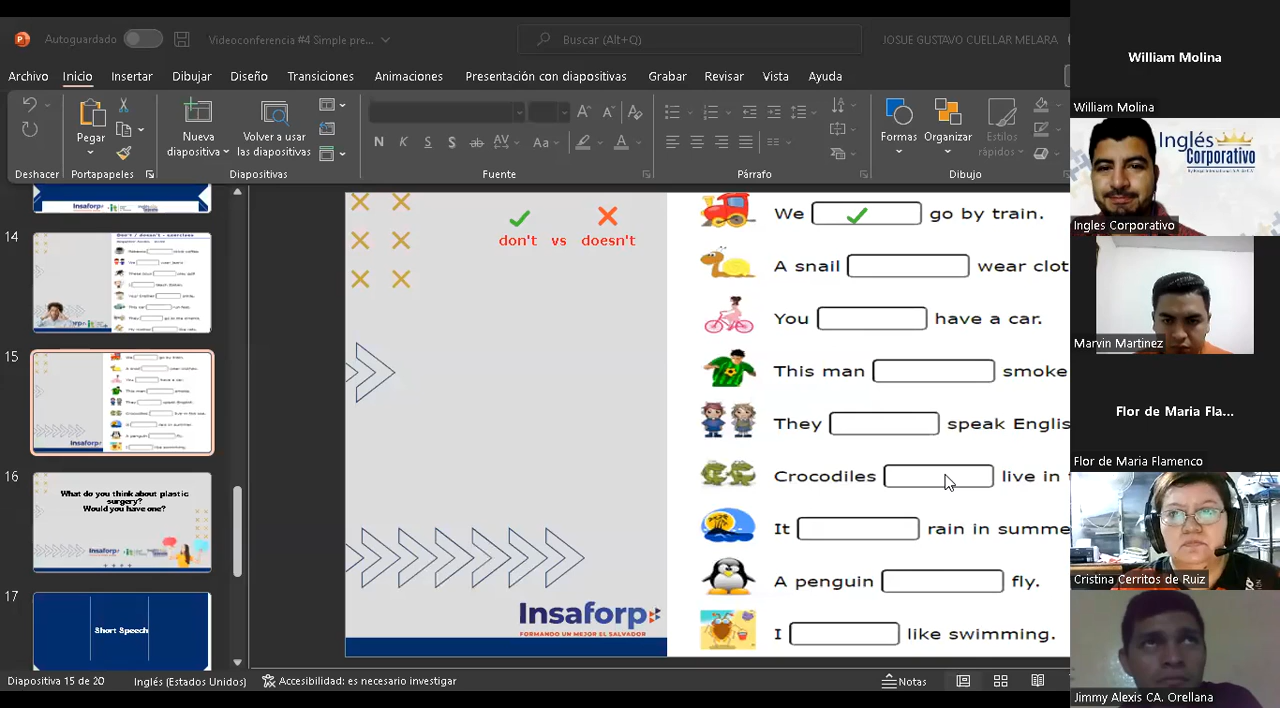 Autoguardado
Videoconferencia #4 Simple pre...
Buscar (Alt+Q)
JOSUE GUSTAVO CUELLAR MELARA
Archivo Inicio Insertar Dibujar Diseño Transiciones Animaciones Presentación con diapositivas Grabar Revisar Vista Ayuda
Pegar
Nueva diapositiva
Volver a usar las diapositivas
N K S S ab AV Aa A
Formas Organizar Estilos rápidos
Deshacer Portapapeles Diapositivas Fuente Párrafo Dibujo
14
15
16
What do you think about plastic
surgery?
Would you have one?
17
Short Speech
don't vs doesn't
We go by train.
A snail wear clot
You have a car.
This man smoke
They speak Englis
Crocodiles live in
It rain in summe
A penguin fly.
I like swimming.
Insaforp
FORMANDO UN MEJOR EL SALVADOR
Diapositiva 15 de 20 Inglés (Estados Unidos) Accesibilidad: es necesario investigar Notas
William Molina
William Molina
Inglés
Corporativo
Ingles Corporativo
Marvin Martinez
Flor de Maria Fla...
Flor de Maria Flamenco
Cristina Cerritos de Ruiz
Jimmy Alexis CA. Orellana